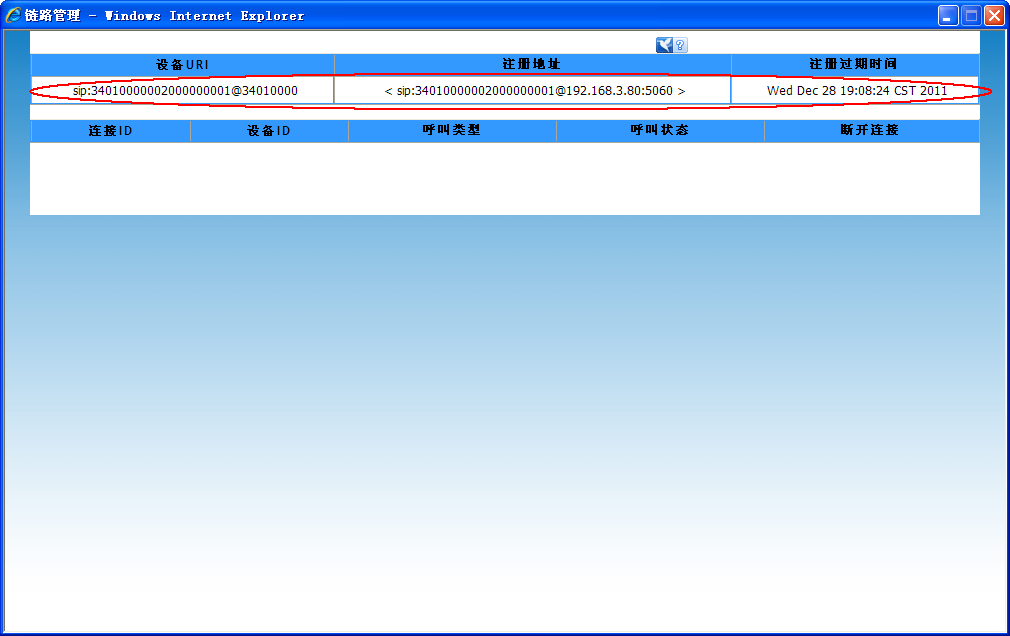 链路管理 - Windows Internet Explorer
设备URI 注册地址 注册过期时间
sip:34010000002000000001@34010000 < sip:34010000002000000001@192.168.3.80:5060 > Wed Dec 28 19:08:24 CST 2011
连接ID 设备ID 呼叫类型 呼叫状态 断开连接